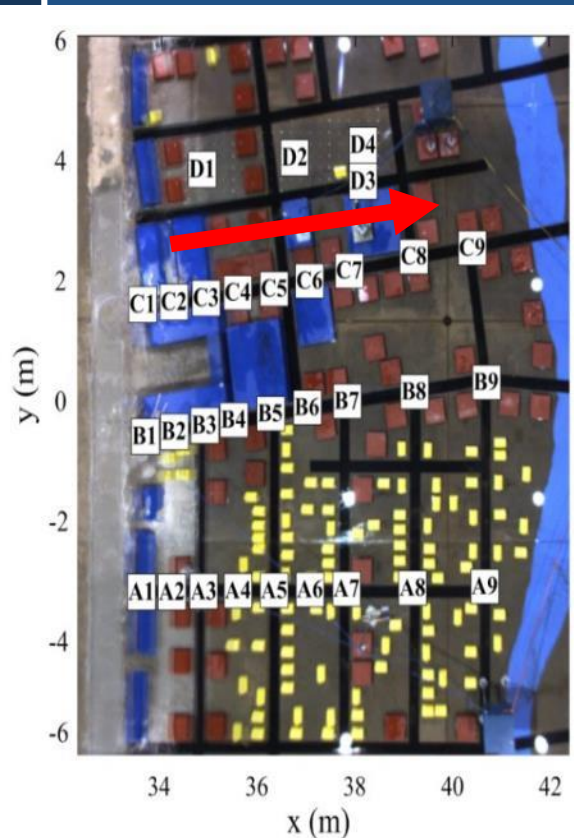 6
4
2
0
-2
-4
-6
y (m)
D1 D2 D4
D3
C1 C2 C3 C4 C5 C6 C7 C8 C9
B1 B2 B3 B4 B5 B6 B7 B8 B9
A1 A2 A3 A4 A5 A6 A7 A8 A9
34 36 38 40 42
x (m)